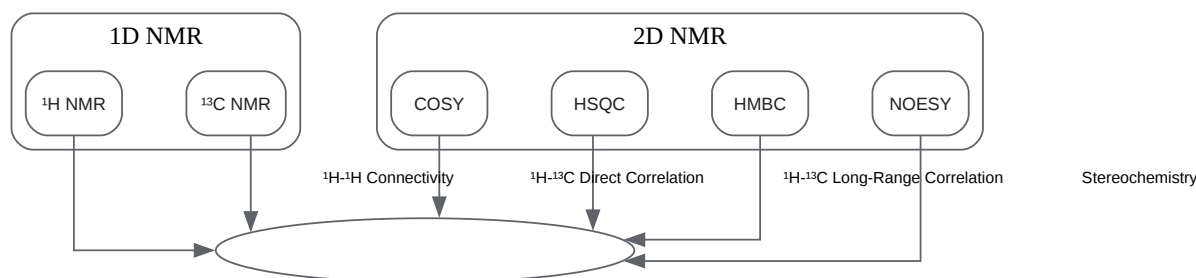 1D NMR
2D NMR
¹H NMR
¹³C NMR
COSY
HSQC
HMBC
NOESY
¹H-¹H Connectivity
¹H-¹³C Direct Correlation
¹H-¹³C Long-Range Correlation
Stereochemistry